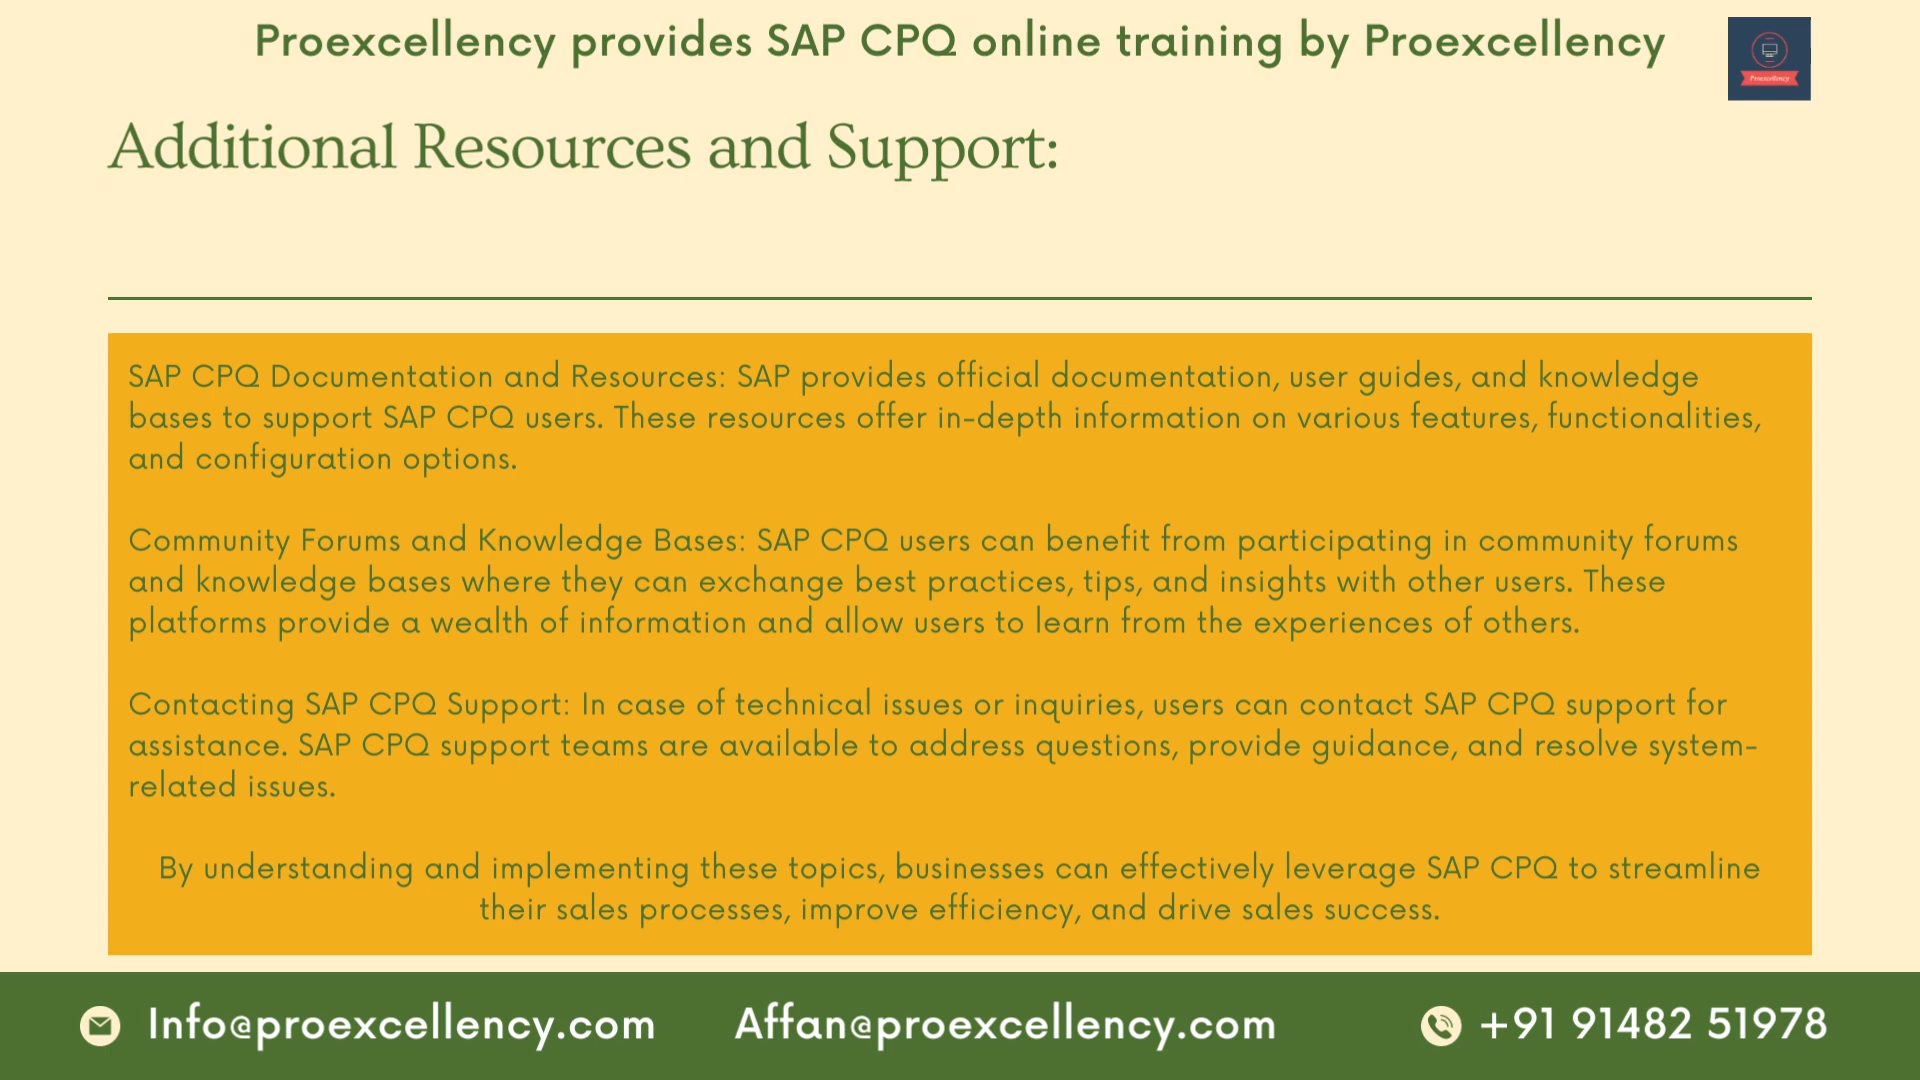 Proexcellency provides SAP CPQ online training by Proexcellency
Proexcellency
Additional Resources and Support:
SAP CPQ Documentation and Resources: SAP provides official documentation, user guides, and knowledge
bases to support SAP CPQ users. These resources offer in-depth information on various features, functionalities,
and configuration options.
Community Forums and Knowledge Bases: SAP CPQ users can benefit from participating in community forums
and knowledge bases where they can exchange best practices, tips, and insights with other users. These
platforms provide a wealth of information and allow users to learn from the experiences of others.
Contacting SAP CPQ Support: In case of technical issues or inquiries, users can contact SAP CPQ support for
assistance. SAP CPQ support teams are available to address questions, provide guidance, and resolve system-
related issues.
By understanding and implementing these topics, businesses can effectively leverage SAP CPQ to streamline
their sales processes, improve efficiency, and drive sales success.
Info@proexcellency.com Affan@proexcellency.com +91 91482 51978